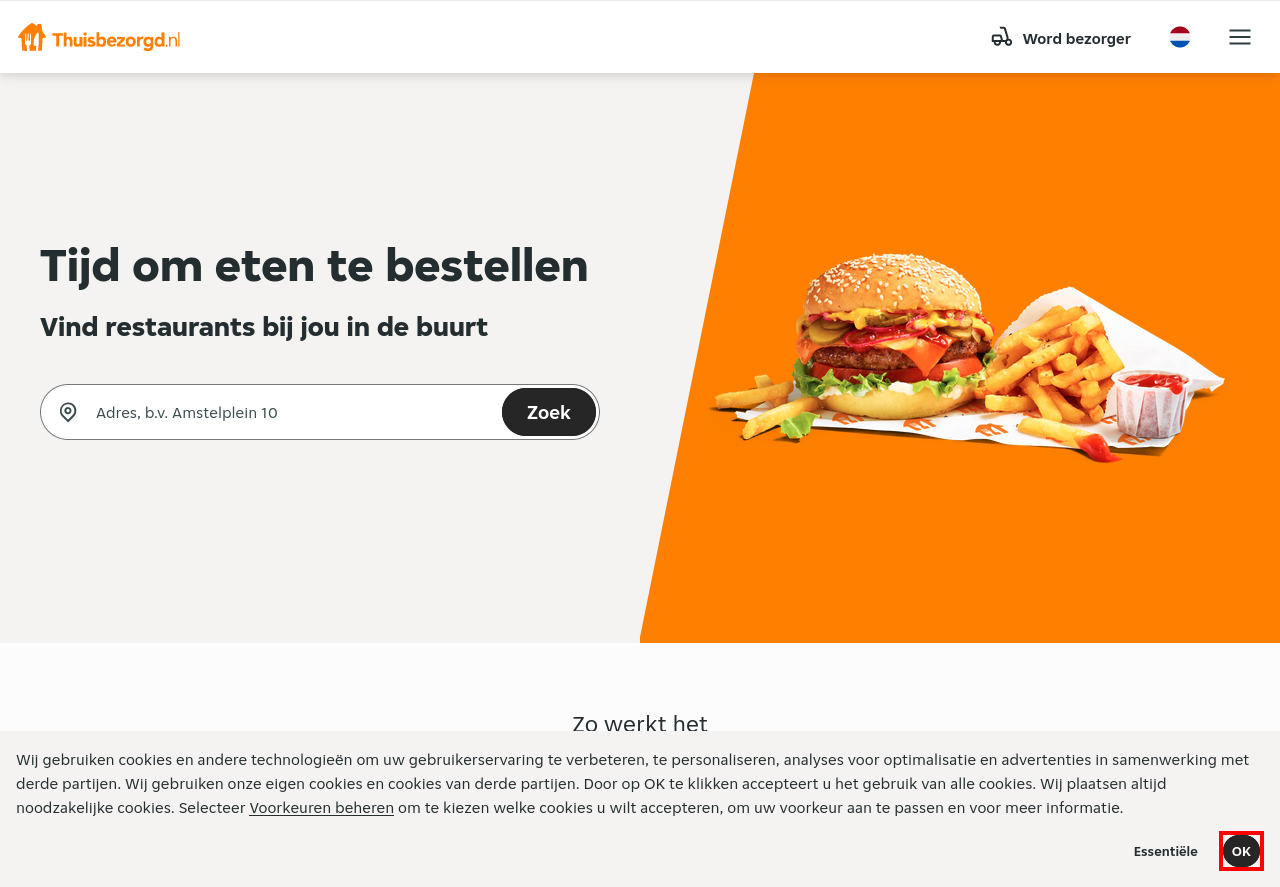 Thuisbezorgd.nl
Word bezorger
Tijd om eten te bestellen
Vind restaurants bij jou in de buurt
Adres, b.v. Amstelplein 10
Zoek
Zo werkt het
Wij gebruiken cookies en andere technologieën om uw gebruikerservaring te verbeteren, te personaliseren, analyses voor optimalisatie en advertenties in samenwerking met
derde partijen. Wij gebruiken onze eigen cookies en cookies van derde partijen. Door op OK te klikken accepteert u het gebruik van alle cookies. Wij plaatsen altijd
noodzakelijke cookies. Selecteer Voorkeuren beheren om te kiezen welke cookies u wilt accepteren, om uw voorkeur aan te passen en voor meer informatie.
Essentiële
OK